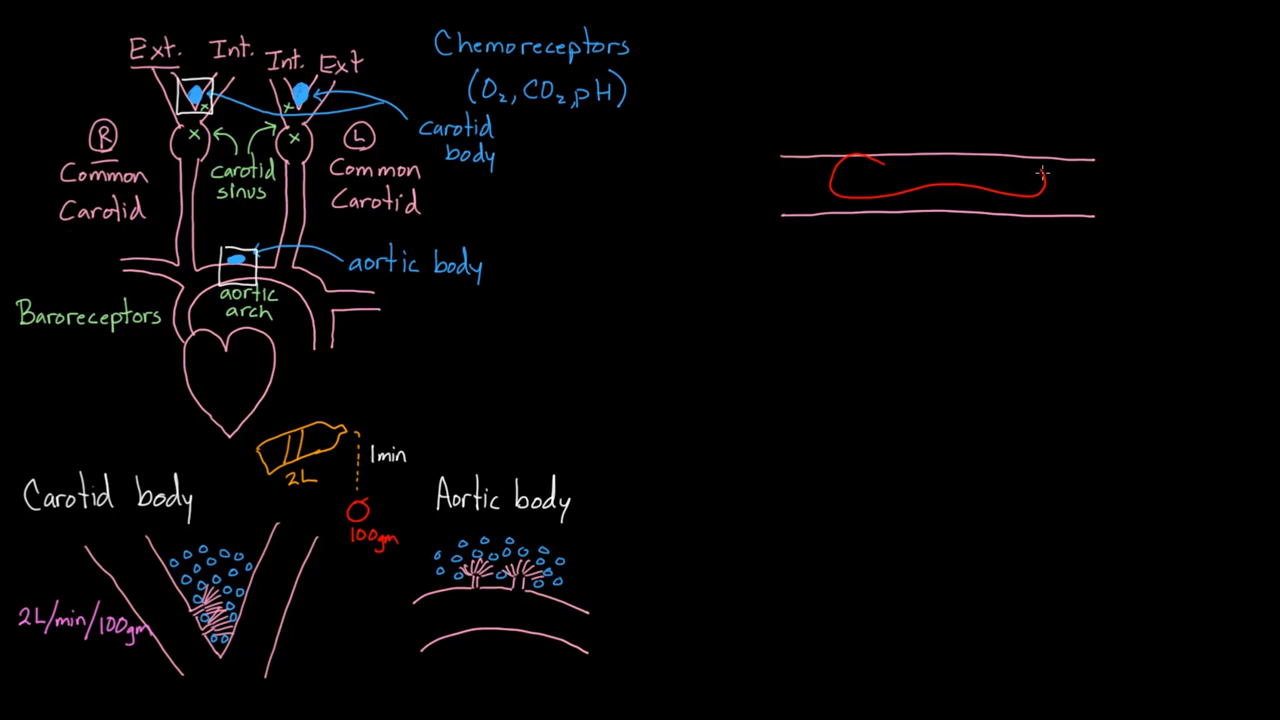 Ext. Int. Int. Ext
Chemoreceptors
(O₂, CO₂, pH)
carotid
body
R
L
Common
Carotid
carotid
sinus
Common
Carotid
aortic body
aortic
arch
Baroreceptors
1min
2L
100gm
Carotid body
Aortic body
2L/min/100gm